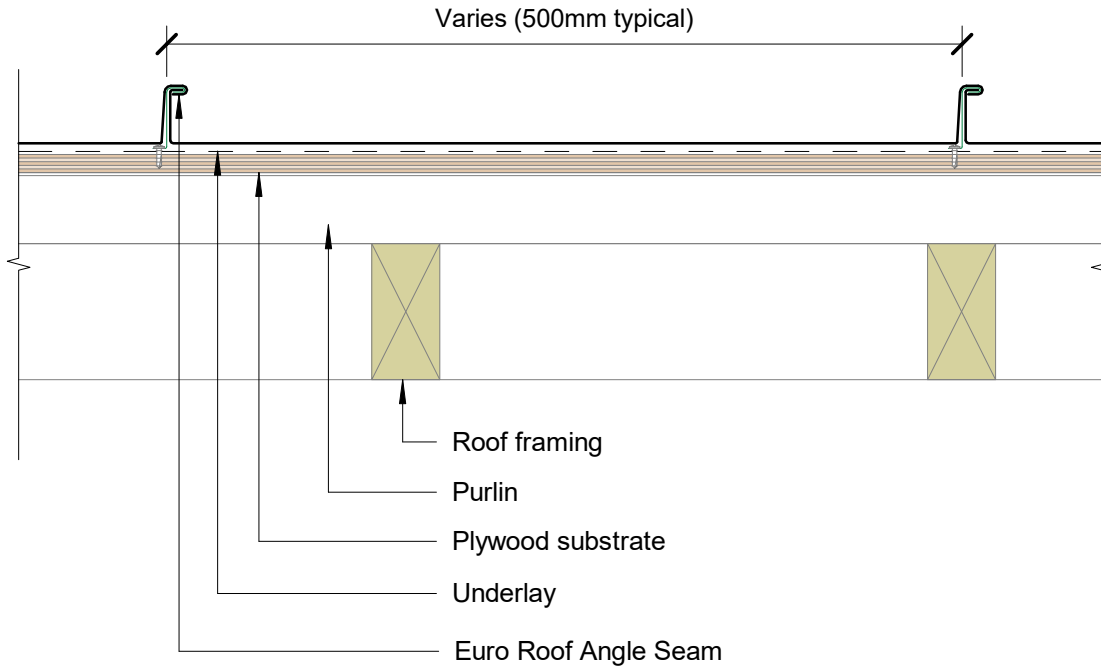 Varies (500mm typical)
Roof framing
Purlin
Plywood substrate
Underlay
Euro Roof Angle Seam